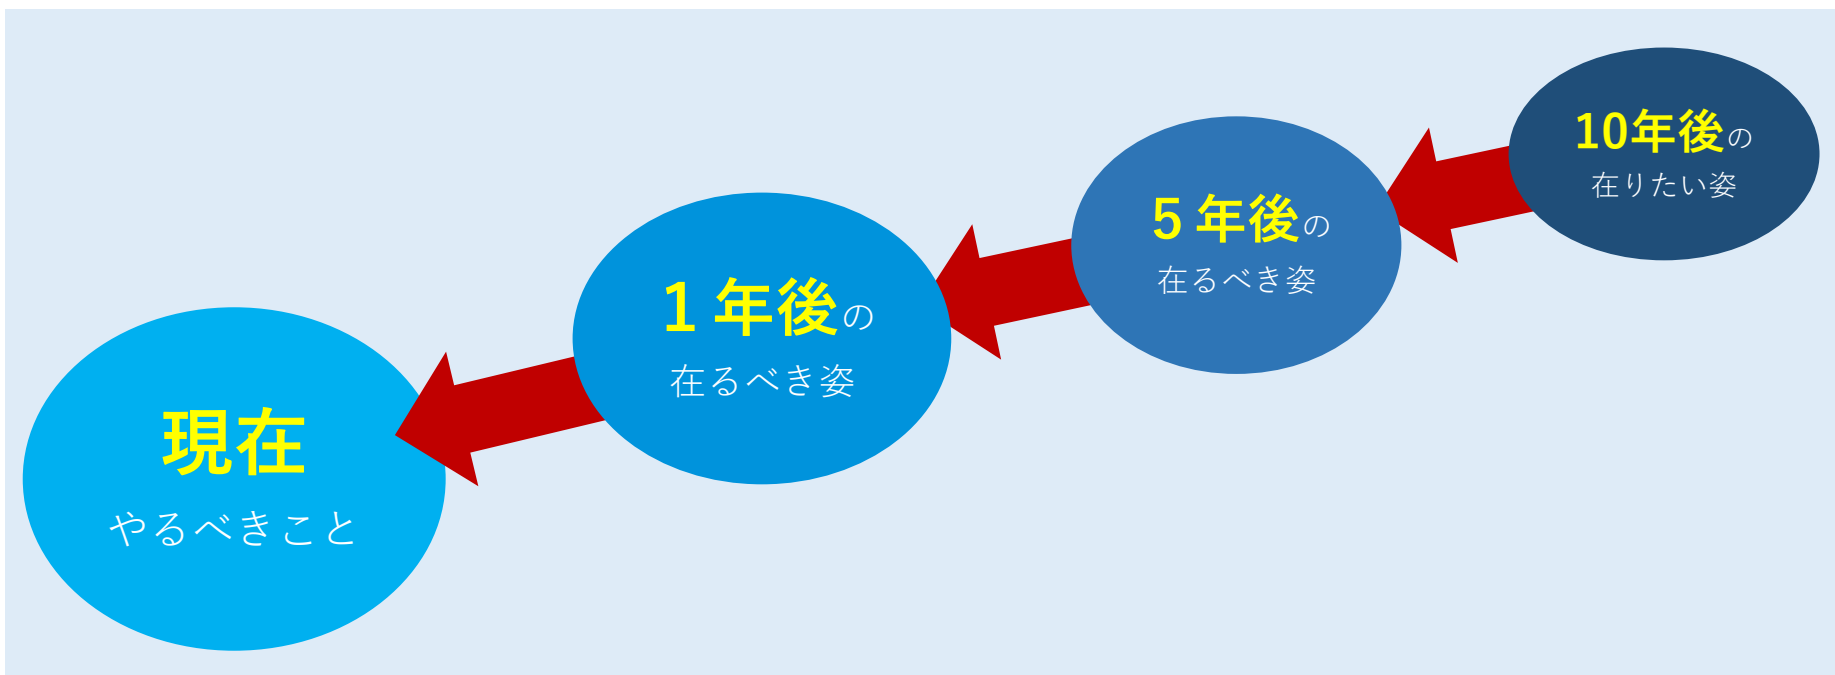 現在
やるべきこと
1 年後の
在るべき姿
5 年後の
在るべき姿
10年後の
在りたい姿